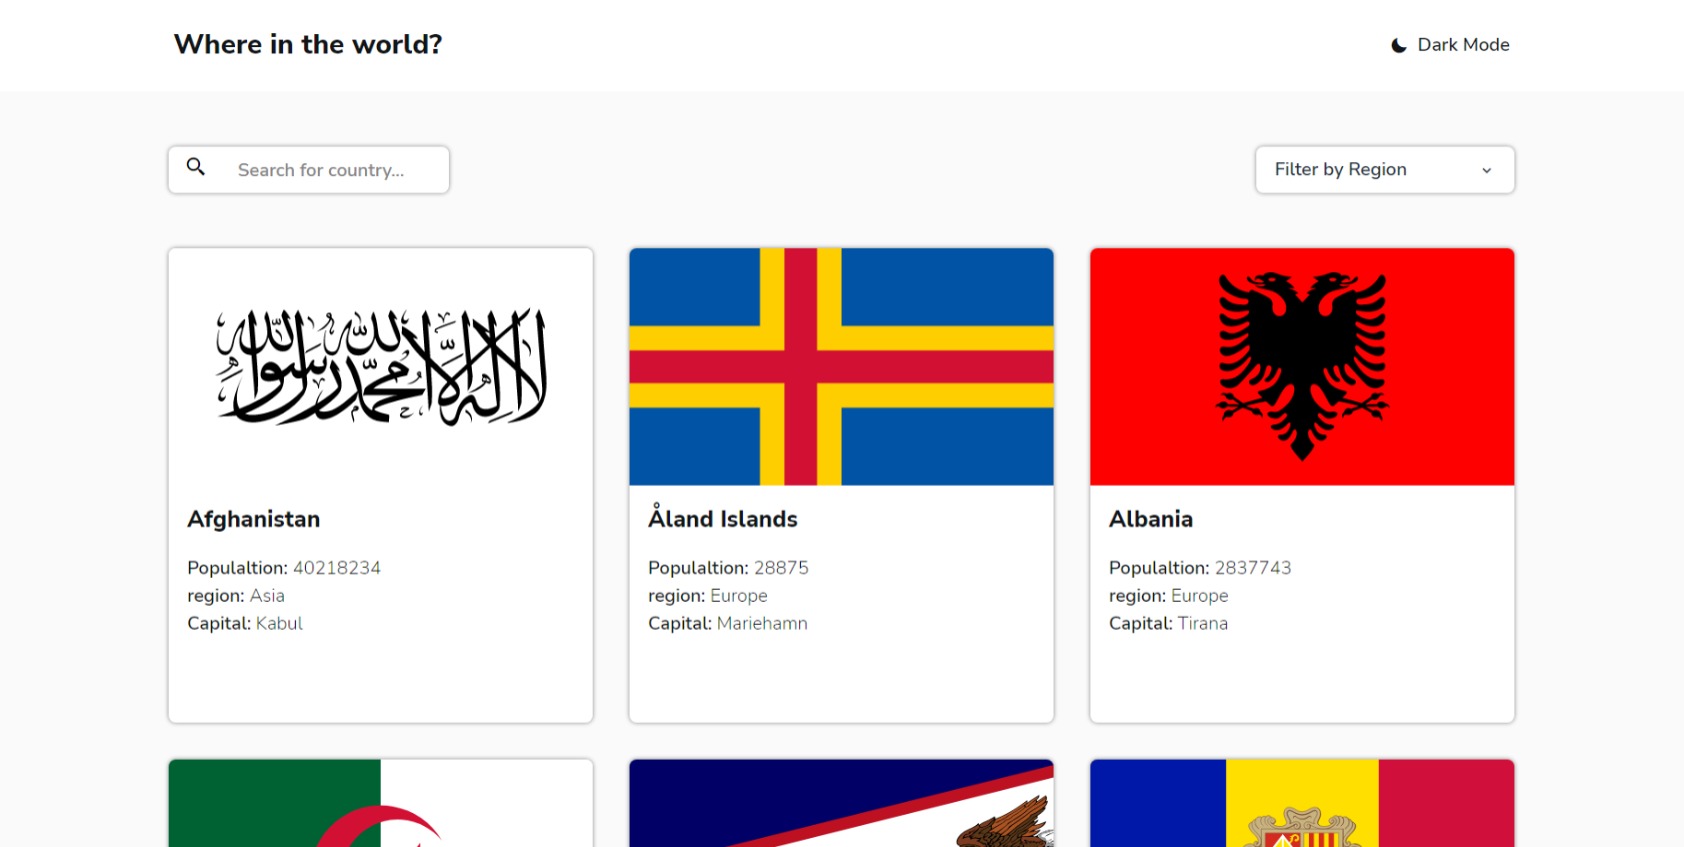 Where in the world?
Dark Mode
Search for country...
Filter by Region
لا إله إلا الله محمد رسول الله
Afghanistan
Populaltion: 40218234
region: Asia
Capital: Kabul
Åland Islands
Populaltion: 28875
region: Europe
Capital: Mariehamn
Albania
Populaltion: 2837743
region: Europe
Capital: Tirana